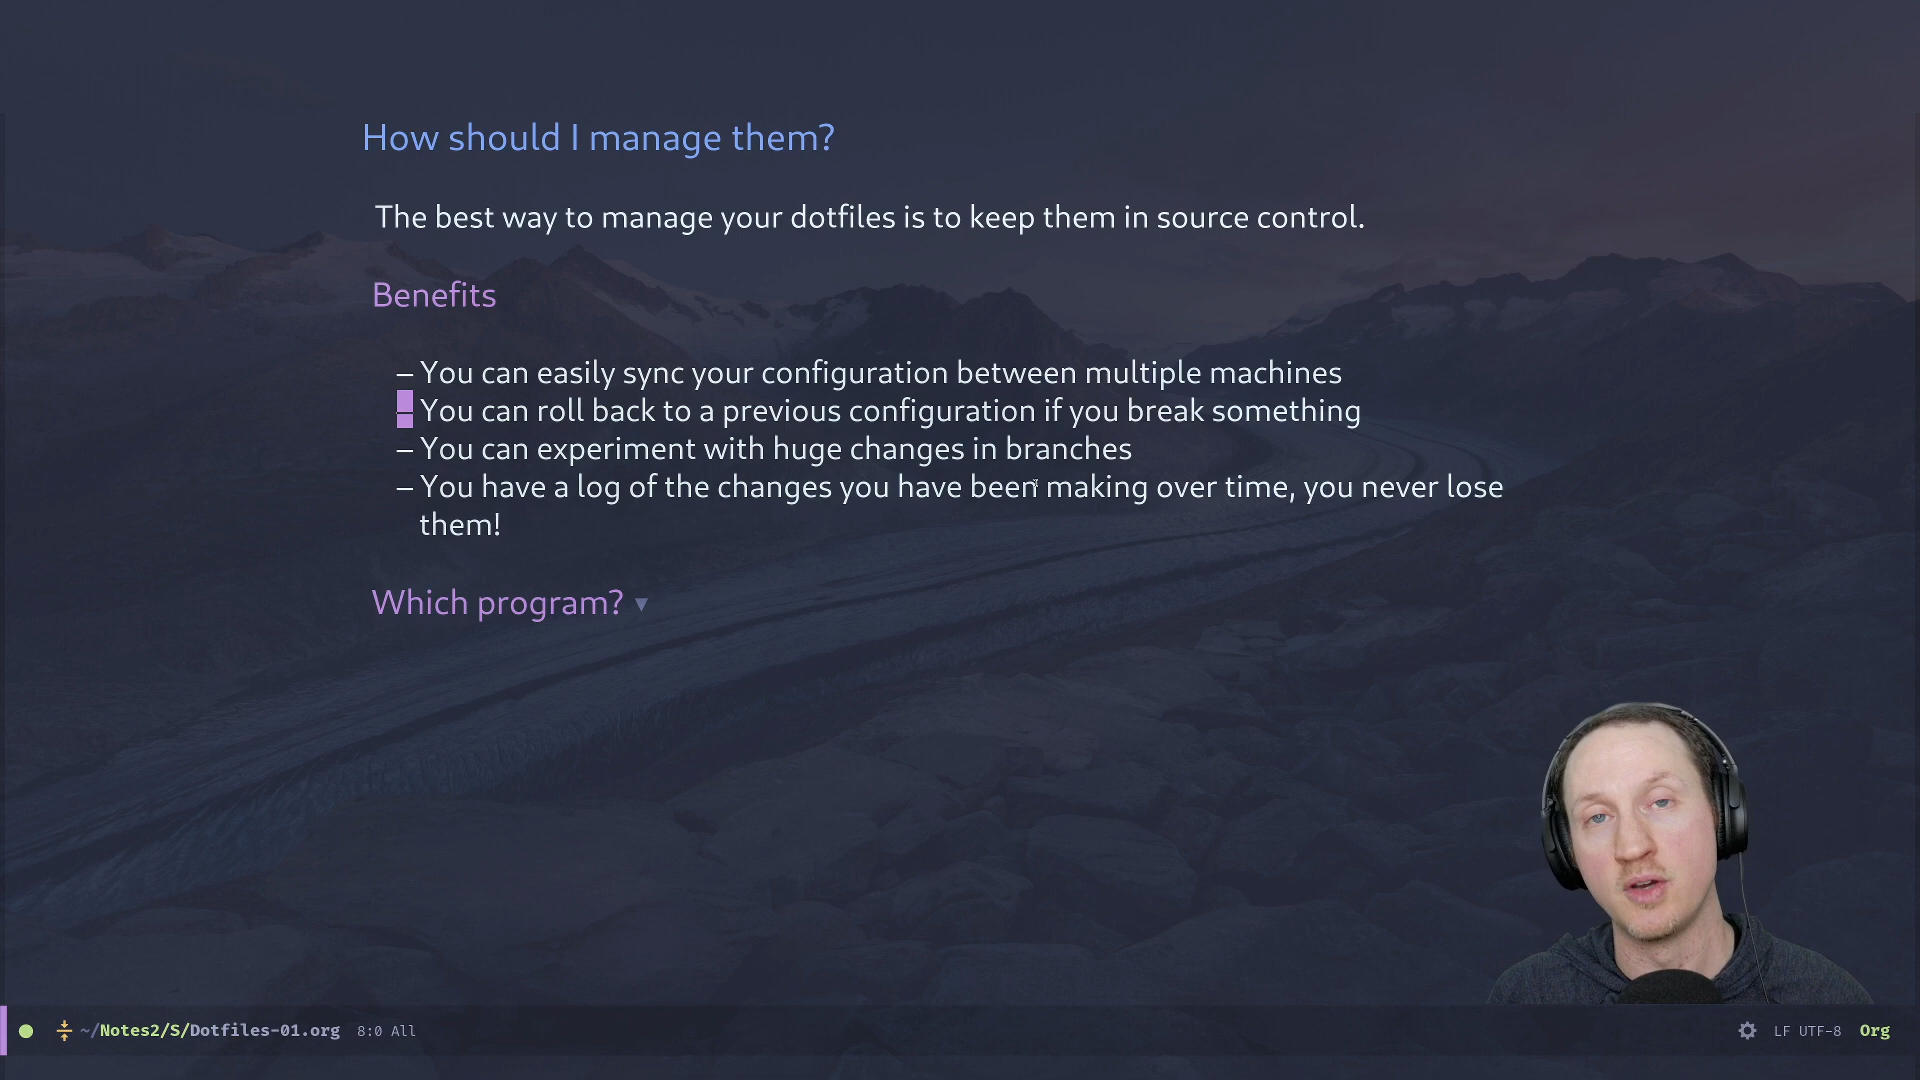 How should I manage them?
The best way to manage your dotfiles is to keep them in source control.
Benefits
– You can easily sync your configuration between multiple machines
– You can roll back to a previous configuration if you break something
– You can experiment with huge changes in branches
– You have a log of the changes you have been making over time, you never lose
them!
Which program? ▾
~/Notes2/S/Dotfiles-01.org 8:0 All
LF UTF-8 Org